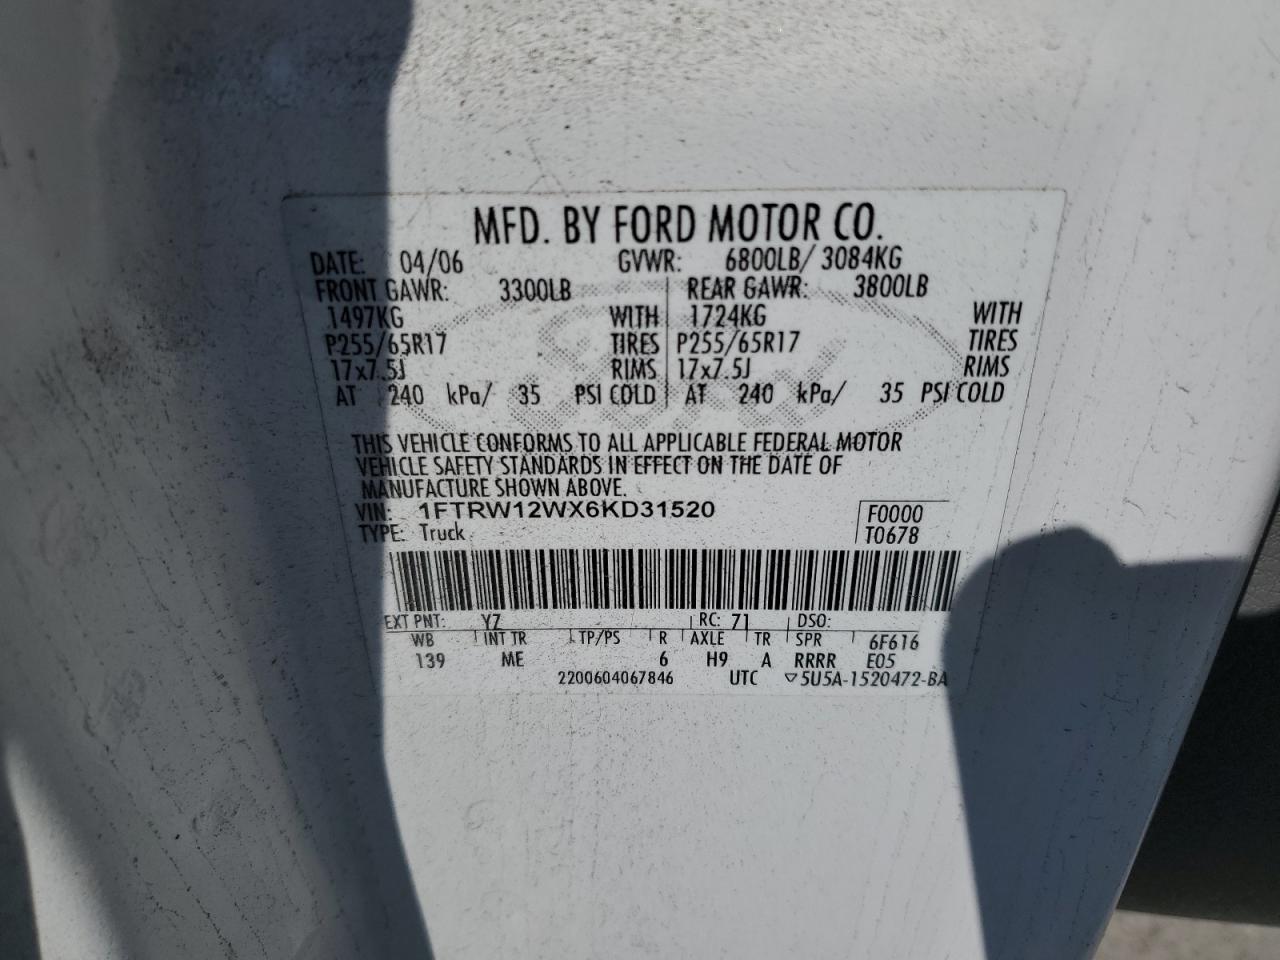 MFD. BY FORD MOTOR CO.
DATE: 04/06 GVWR: 6800LB/ 3084KG
FRONT GAWR: 3300LB REAR GAWR: 3800LB
1497KG WITH 1724KG WITH
P255/65R17 TIRES P255/65R17 TIRES
17x7.5J RIMS 17x7.5J RIMS
AT 240 kPa/ 35 PSI COLD AT 240 kPa/ 35 PSI COLD
THIS VEHICLE CONFORMS TO ALL APPLICABLE FEDERAL MOTOR
VEHICLE SAFETY STANDARDS IN EFFECT ON THE DATE OF
MANUFACTURE SHOWN ABOVE.
VIN: 1FTRW12WX6KD31520 F0000
TYPE: Truck T0678
EXT PNT: YZ RC: 71 DSO:
WB INT TR TP/PS R AXLE TR SPR 6F616
139 ME 6 H9 A RRRR E05
2200604067846 UTC ▽5U5A-1520472-BA